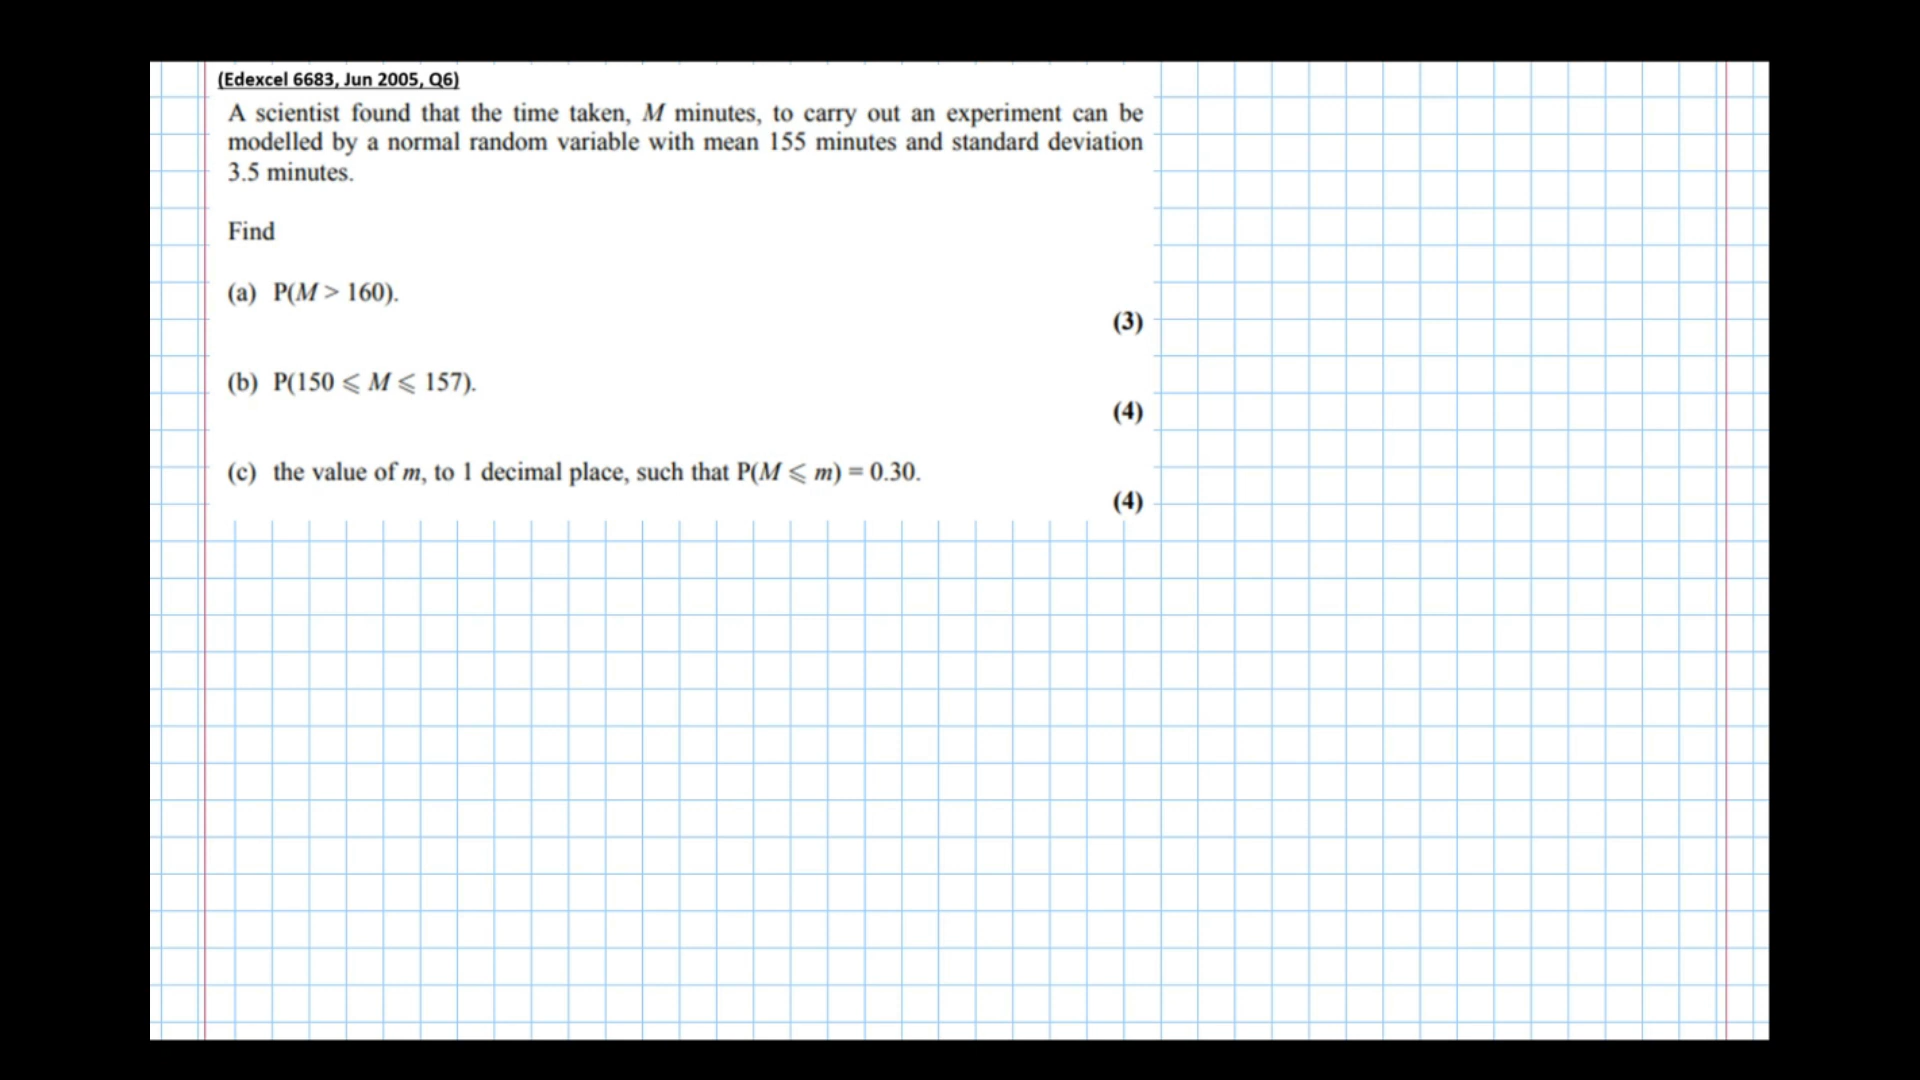 (Edexcel 6683, Jun 2005, Q6)
A scientist found that the time taken, M minutes, to carry out an experiment can be
modelled by a normal random variable with mean 155 minutes and standard deviation
3.5 minutes.
Find
(a) P(M > 160).
(3)
(b) P(150 ⩽ M ⩽ 157).
(4)
(c) the value of m, to 1 decimal place, such that P(M ⩽ m) = 0.30.
(4)